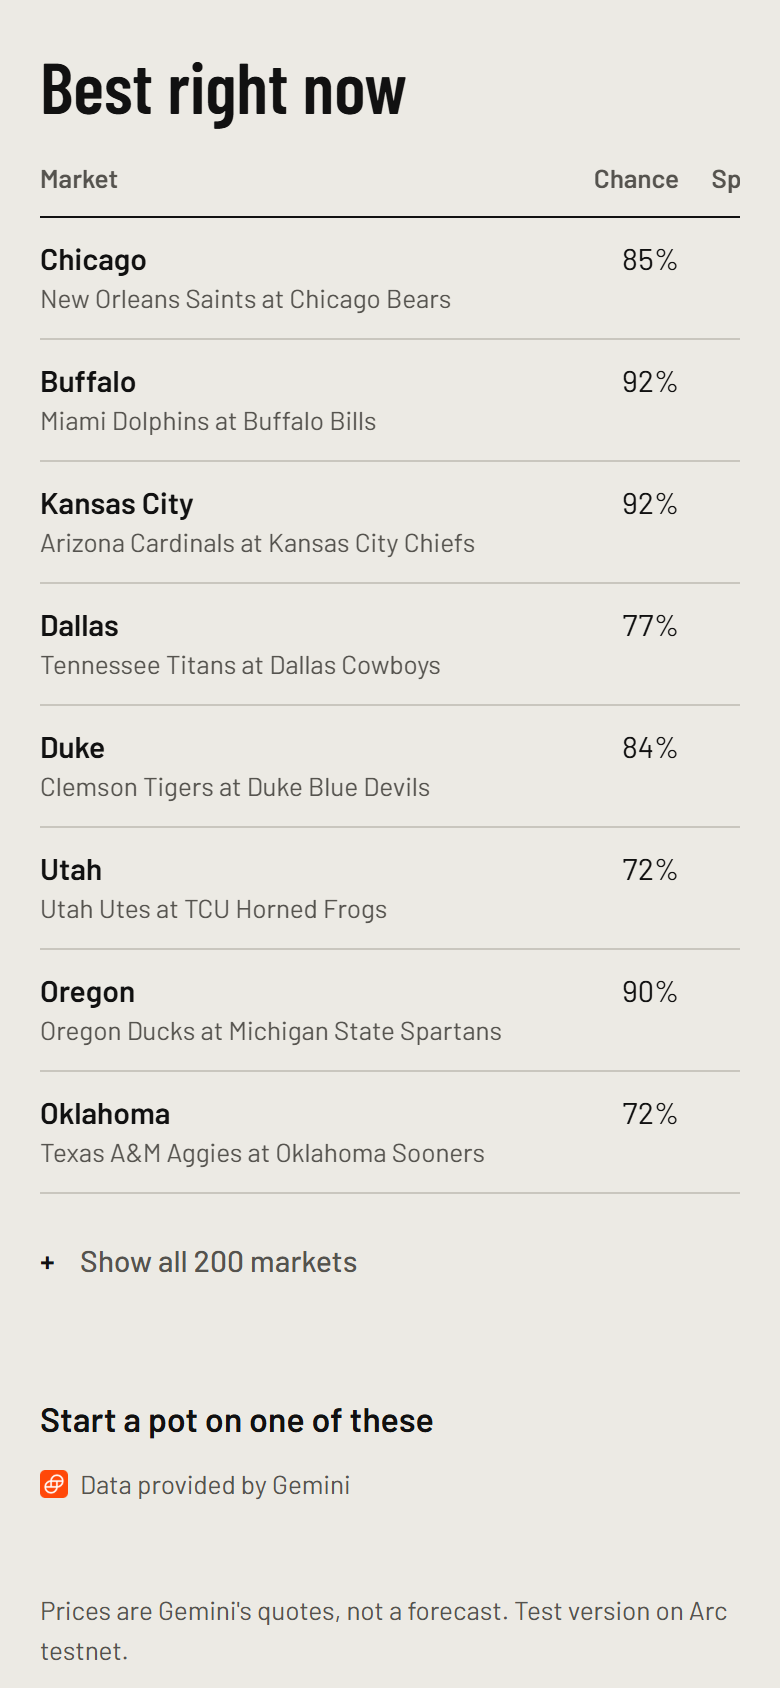 Best right now
Market Chance Sp
Chicago 85%
New Orleans Saints at Chicago Bears
Buffalo 92%
Miami Dolphins at Buffalo Bills
Kansas City 92%
Arizona Cardinals at Kansas City Chiefs
Dallas 77%
Tennessee Titans at Dallas Cowboys
Duke 84%
Clemson Tigers at Duke Blue Devils
Utah 72%
Utah Utes at TCU Horned Frogs
Oregon 90%
Oregon Ducks at Michigan State Spartans
Oklahoma 72%
Texas A&M Aggies at Oklahoma Sooners
+ Show all 200 markets
Start a pot on one of these
Data provided by Gemini
Prices are Gemini's quotes, not a forecast. Test version on Arc
testnet.